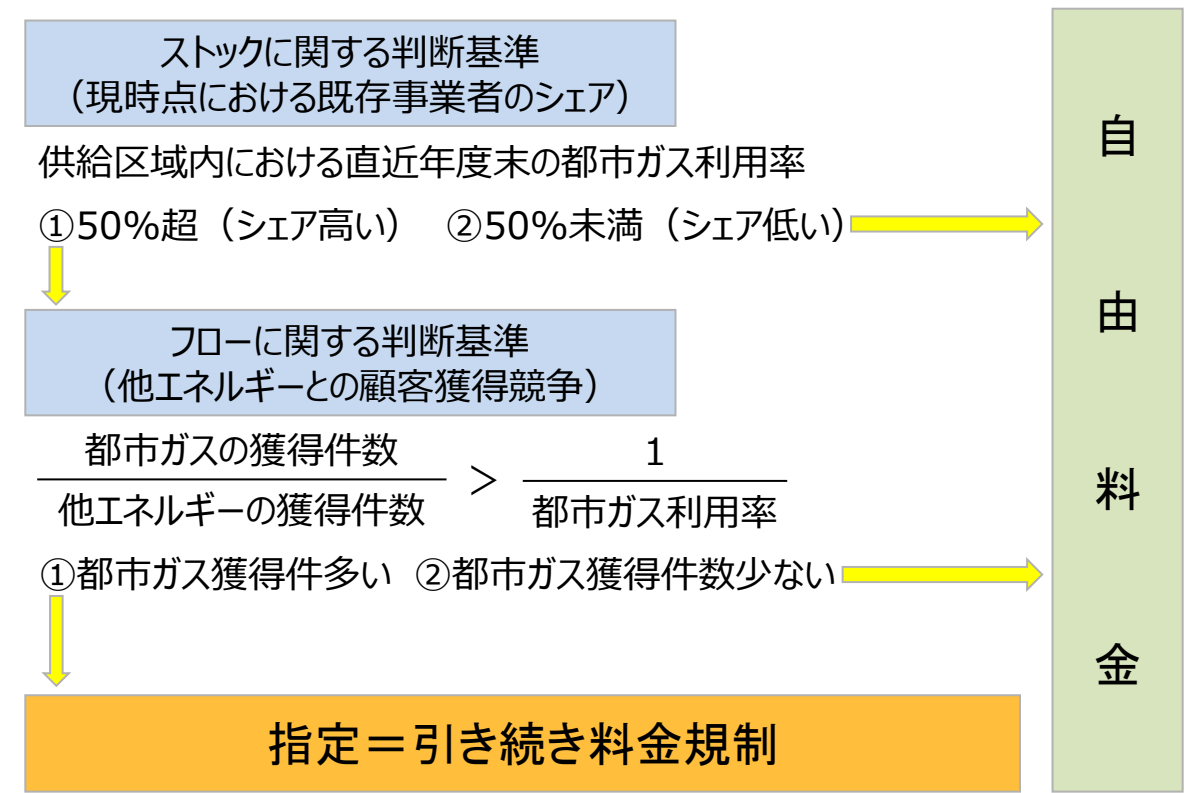 ストックに関する判断基準
（現時点における既存事業者のシェア）
供給区域内における直近年度末の都市ガス利用率
①50%超（シェア高い）　②50%未満（シェア低い）
フローに関する判断基準
（他エネルギーとの顧客獲得競争）
都市ガスの獲得件数
他エネルギーの獲得件数
＞
1
都市ガス利用率
①都市ガス獲得件多い　②都市ガス獲得件数少ない
指定＝引き続き料金規制
自由料金